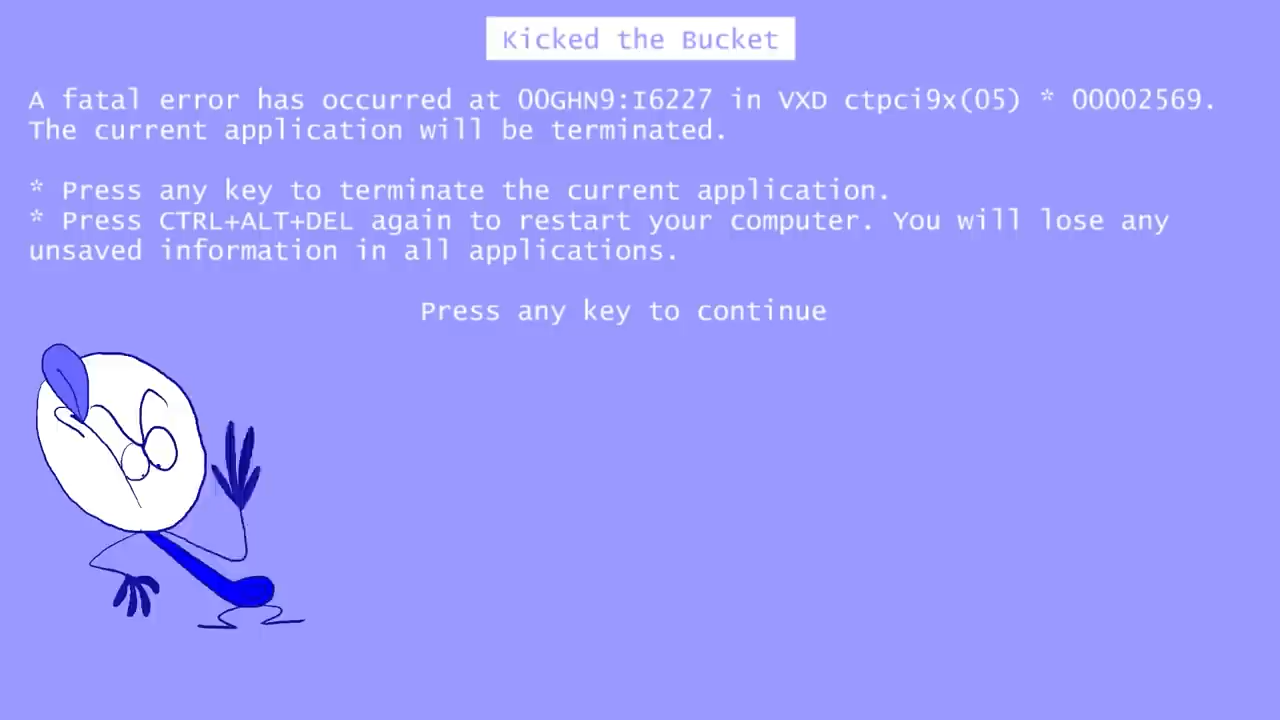 Kicked the Bucket
A fatal error has occurred at 00GHN9:I6227 in VXD ctpci9x(05) * 00002569.
The current application will be terminated.
* Press any key to terminate the current application.
* Press CTRL+ALT+DEL again to restart your computer. You will lose any
unsaved information in all applications.
Press any key to continue